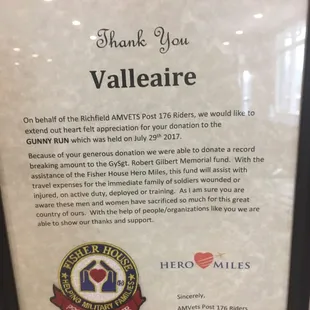 Thank You
Valleaire
On behalf of the Richfield AMVETS Post 176 Riders, we would like to
extend out heart felt appreciation for your donation to the
GUNNY RUN which was held on July 29th 2017.
Because of your generous donation we were able to donate a record
breaking amount to the GySgt. Robert Gilbert Memorial fund. With the
assistance of the Fisher House Hero Miles, this fund will assist with
travel expenses for the immediate family of soldiers wounded or
injured, on active duty, deployed or training. As I am sure you are
aware these men and women have sacrificed so much for this great
country of ours. With the help of people/organizations like you we are
able to show our thanks and support.
FISHER HOUSE
HELPING MILITARY FAMILIES
HERO MILES
Sincerely,
AMVets Post 176 Riders